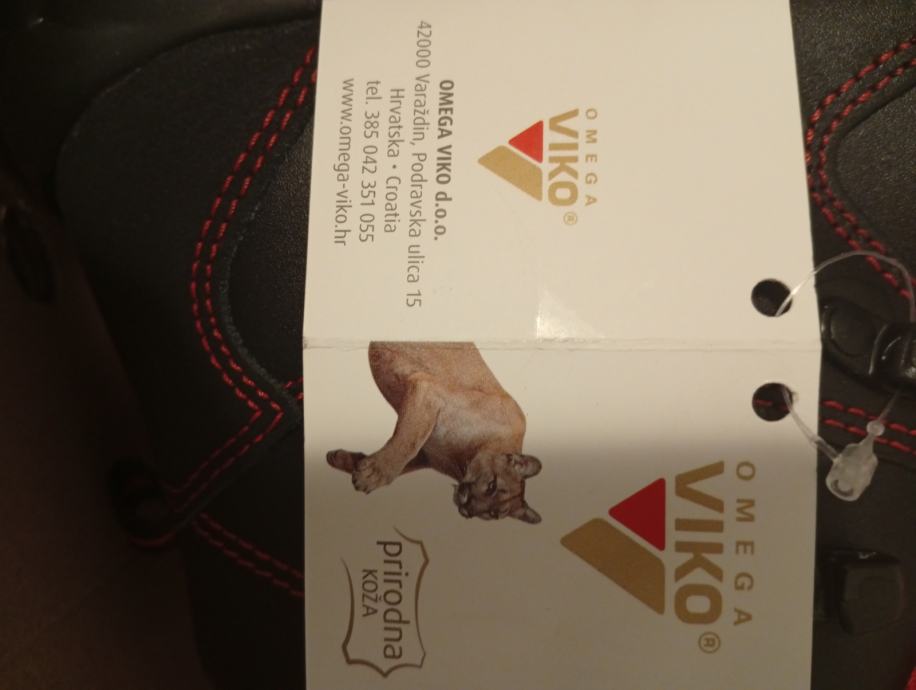 OMEGA
VIKO®
OMEGA VIKO d.o.o.
42000 Varaždin, Podravska ulica 15
Hrvatska • Croatia
tel. 385 042 351 055
www.omega-viko.hr
OMEGA
VIKO®
prirodna
KOŽA